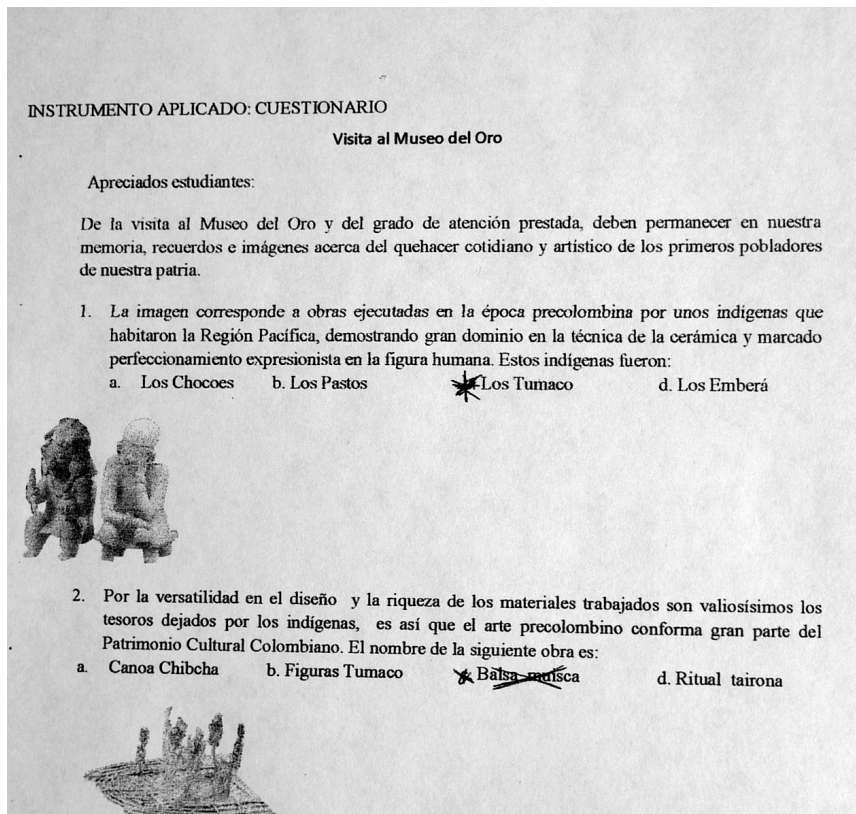 INSTRUMENTO APLICADO: CUESTIONARIO
Visita al Museo del Oro
Apreciados estudiantes:
De la visita al Museo del Oro y del grado de atención prestada, deben permanecer en nuestra
memoria, recuerdos e imágenes acerca del quehacer cotidiano y artístico de los primeros pobladores
de nuestra patria.
1. La imagen corresponde a obras ejecutadas en la época precolombina por unos indígenas que
habitaron la Región Pacífica, demostrando gran dominio en la técnica de la cerámica y marcado
perfeccionamiento expresionista en la figura humana. Estos indígenas fueron:
a. Los Chocoes b. Los Pastos Los Tumaco d. Los Emberá
2. Por la versatilidad en el diseño y la riqueza de los materiales trabajados son valiosísimos los
tesoros dejados por los indígenas, es así que el arte precolombino conforma gran parte del
Patrimonio Cultural Colombiano. El nombre de la siguiente obra es:
a. Canoa Chibcha b. Figuras Tumaco Balsa muisca d. Ritual tairona